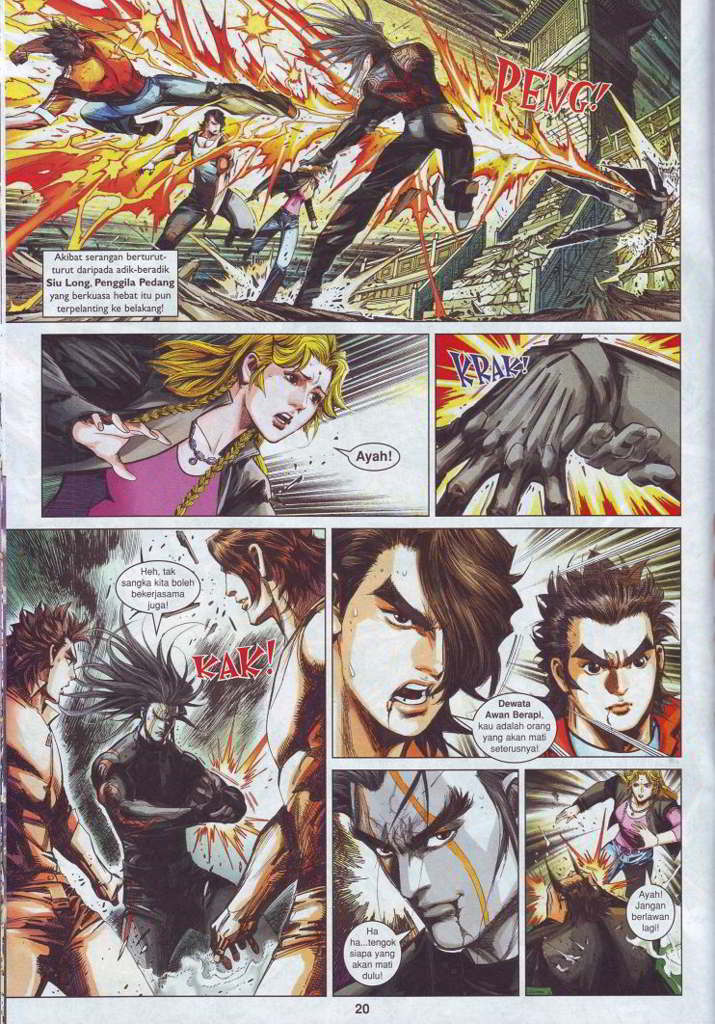 PENG!
Akibat serangan berturut-
turut daripada adik-beradik
Siu Long, Penggila Pedang
yang berkuasa hebat itu pun
terpelanting ke belakang!
Ayah!
KRAK!
Heh, tak
sangka kita boleh
bekerjasama
juga!
KAK!
Dewata
Awan Berapi,
kau adalah orang
yang akan mati
seterusnya!
Ha
ha...tengok
siapa yang
akan mati
dulu!
Ayah!
Jangan
berlawan
lagi!
20